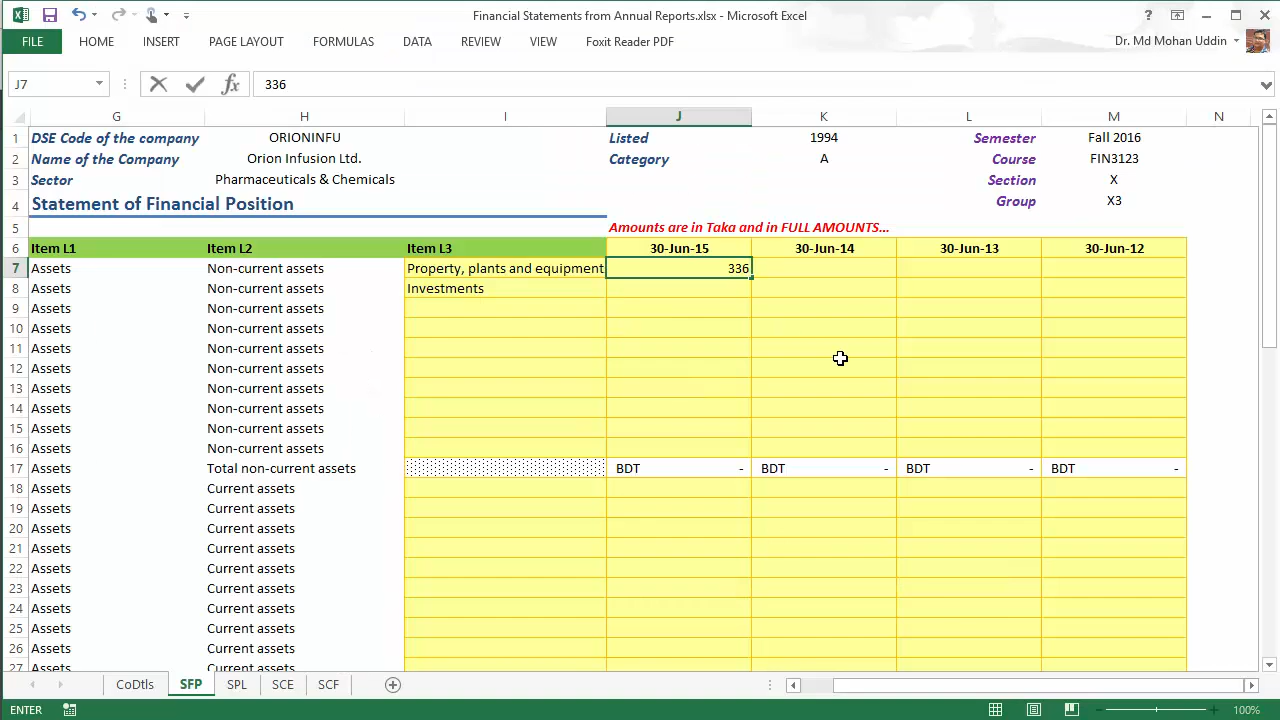 Financial Statements from Annual Reports.xlsx - Microsoft Excel
?
FILE HOME INSERT PAGE LAYOUT FORMULAS DATA REVIEW VIEW Foxit Reader PDF Dr. Md Mohan Uddin
J7 fx 336
G H I J K L M N
1 DSE Code of the company ORIONINFU Listed 1994 Semester Fall 2016
2 Name of the Company Orion Infusion Ltd. Category A Course FIN3123
3 Sector Pharmaceuticals & Chemicals Section X
4 Statement of Financial Position Group X3
5 Amounts are in Taka and in FULL AMOUNTS...
6 Item L1 Item L2 Item L3 30-Jun-15 30-Jun-14 30-Jun-13 30-Jun-12
7 Assets Non-current assets Property, plants and equipment 336
8 Assets Non-current assets Investments
9 Assets Non-current assets
10 Assets Non-current assets
11 Assets Non-current assets
12 Assets Non-current assets
13 Assets Non-current assets
14 Assets Non-current assets
15 Assets Non-current assets
16 Assets Non-current assets
17 Assets Total non-current assets BDT - BDT - BDT - BDT -
18 Assets Current assets
19 Assets Current assets
20 Assets Current assets
21 Assets Current assets
22 Assets Current assets
23 Assets Current assets
24 Assets Current assets
25 Assets Current assets
26 Assets Current assets
27 Assets Current assets
CoDtls SFP SPL SCE SCF
ENTER 100%